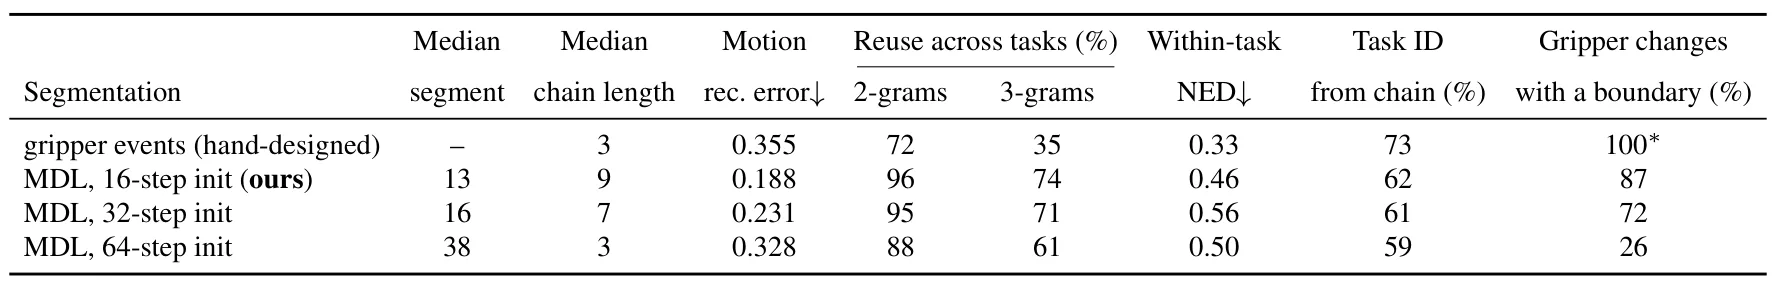 Median Median Motion Reuse across tasks (%) Within-task Task ID Gripper changes
Segmentation segment chain length rec. error↓ 2-grams 3-grams NED↓ from chain (%) with a boundary (%)
gripper events (hand-designed) – 3 0.355 72 35 0.33 73 100*
MDL, 16-step init (ours) 13 9 0.188 96 74 0.46 62 87
MDL, 32-step init 16 7 0.231 95 71 0.56 61 72
MDL, 64-step init 38 3 0.328 88 61 0.50 59 26